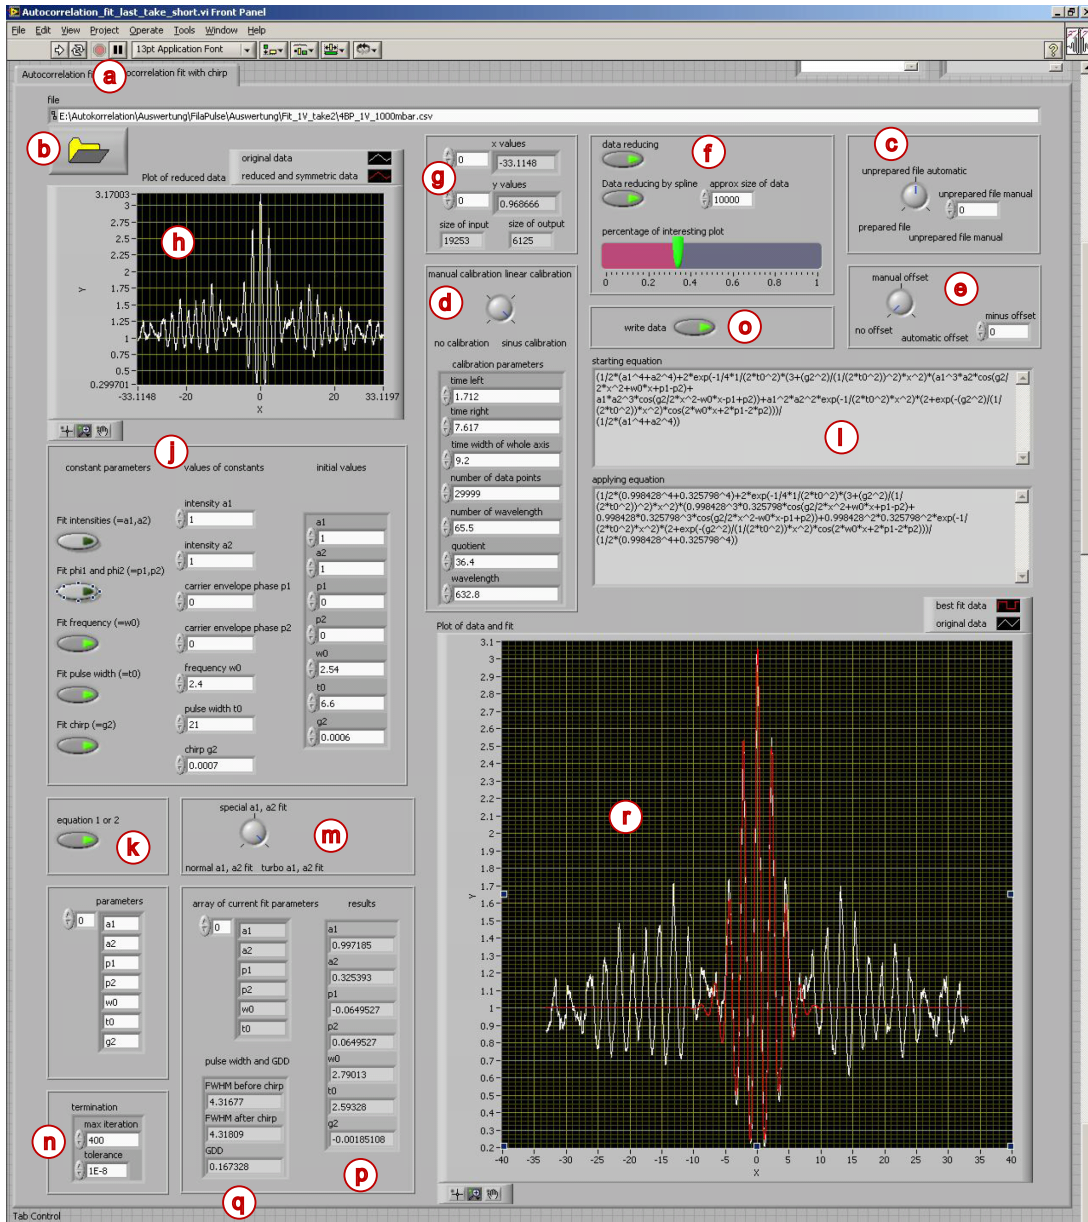 Autocorrelation_fit_last_take_short.vi Front Panel
File Edit View Project Operate Tools Window Help
13pt Application Font
Autocorrelation fi
a
ocorrelation fit with chirp
file
E:\Autokorrelation\Auswertung\FilaPulse\Auswertung\Fit_1V_take2\4BP_1V_1000mbar.csv
b
original data
reduced and symmetric data
Plot of reduced data
h
Y
3.17003
3
2.75
2.5
2.25
2
1.75
1.5
1.25
1
0.75
0.5
0.299701
-33.1148 -20 -10 0 10 20 33.1197
X
g
x values
0 -33.1148
y values
0 0.968666
size of input size of output
19253 6125
f
data reducing
Data reducing by spline approx size of data
10000
percentage of interesting plot
0 0.2 0.4 0.6 0.8 1
c
unprepared file automatic
unprepared file manual
0
prepared file
unprepared file manual
manual calibration linear calibration
d
no calibration sinus calibration
calibration parameters
time left
1.712
time right
7.617
time width of whole axis
9.2
number of data points
29999
number of wavelength
65.5
quotient
36.4
wavelength
632.8
write data
o
manual offset
e
minus offset
no offset
0
automatic offset
starting equation
(1/2*(a1^4+a2^4)+2*exp(-1/4*1/(2*t0^2)*(3+(g2^2)/(1/(2*t0^2))^2)*x^2)*(a1^3*a2*cos(g2/
2*x^2+w0*x+p1-p2)+
a1*a2^3*cos(g2/2*x^2-w0*x-p1+p2))+a1^2*a2^2*exp(-1/(2*t0^2)*x^2)*(2+exp(-(g2^2)/(1/
(2*t0^2))*x^2)*cos(2*w0*x+2*p1-2*p2)))/
(1/2*(a1^4+a2^4))
l
applying equation
(1/2*(0.998428^4+0.325798^4)+2*exp(-1/4*1/(2*t0^2)*(3+(g2^2)/(1/
(2*t0^2))^2)*x^2)*(0.998428^3*0.325798*cos(g2/2*x^2+w0*x+p1-p2)+
0.998428*0.325798^3*cos(g2/2*x^2-w0*x-p1+p2))+0.998428^2*0.325798^2*exp(-1/
(2*t0^2)*x^2)*(2+exp(-(g2^2)/(1/(2*t0^2))*x^2)*cos(2*w0*x+2*p1-2*p2)))/
(1/2*(0.998428^4+0.325798^4))
j
constant parameters values of constants initial values
Fit intensities (=a1,a2)
Fit phi1 and phi2 (=p1,p2)
Fit frequency (=w0)
Fit pulse width (=t0)
Fit chirp (=g2)
intensity a1
1
intensity a2
1
carrier envelope phase p1
0
carrier envelope phase p2
0
frequency w0
2.4
pulse width t0
21
chirp g2
0.0007
a1
1
a2
1
p1
0
p2
0
w0
2.54
t0
6.6
g2
0.0006
equation 1 or 2
k
special a1, a2 fit
m
normal a1, a2 fit turbo a1, a2 fit
parameters
0
a1
a2
p1
p2
w0
t0
g2
array of current fit parameters
0
a1
a2
p1
p2
w0
t0
results
a1
0.997185
a2
0.325393
p1
-0.0649527
p2
0.0649527
w0
2.79013
t0
2.59328
g2
-0.00185108
p
pulse width and GDD
FWHM before chirp
4.31677
FWHM after chirp
4.31809
GDD
0.167328
q
termination
max iteration
400
tolerance
1E-8
n
best fit data
original data
Plot of data and fit
r
Y
3.1
3
2.9
2.8
2.7
2.6
2.5
2.4
2.3
2.2
2.1
2
1.9
1.8
1.7
1.6
1.5
1.4
1.3
1.2
1.1
1
0.9
0.8
0.7
0.6
0.5
0.4
0.3
0.2
-40 -35 -30 -25 -20 -15 -10 -5 0 5 10 15 20 25 30 35 40
X
Tab Control